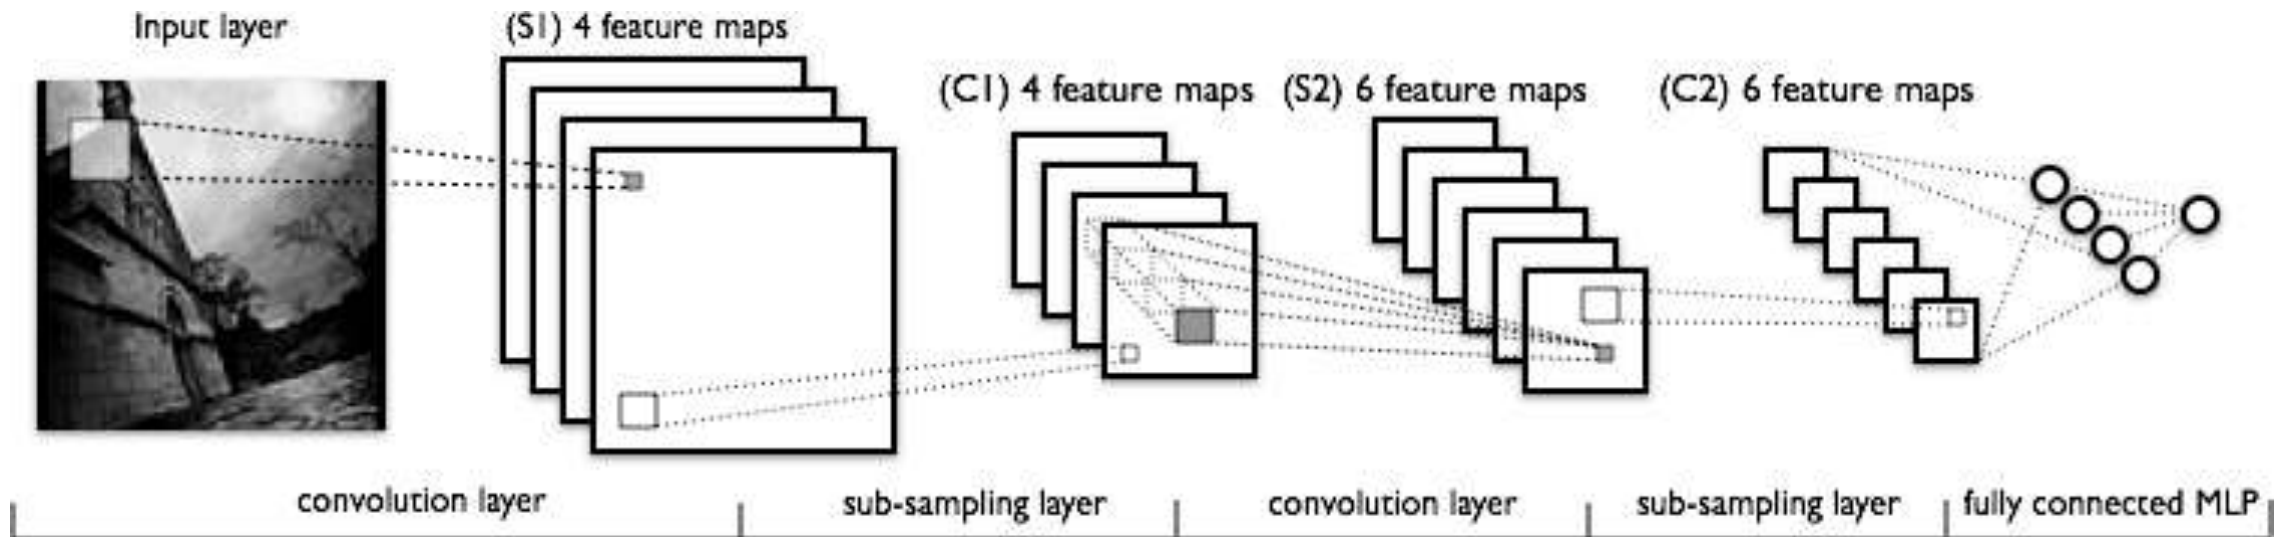 Input layer
(S1) 4 feature maps
(C1) 4 feature maps
(S2) 6 feature maps
(C2) 6 feature maps
convolution layer
sub-sampling layer
convolution layer
sub-sampling layer
fully connected MLP